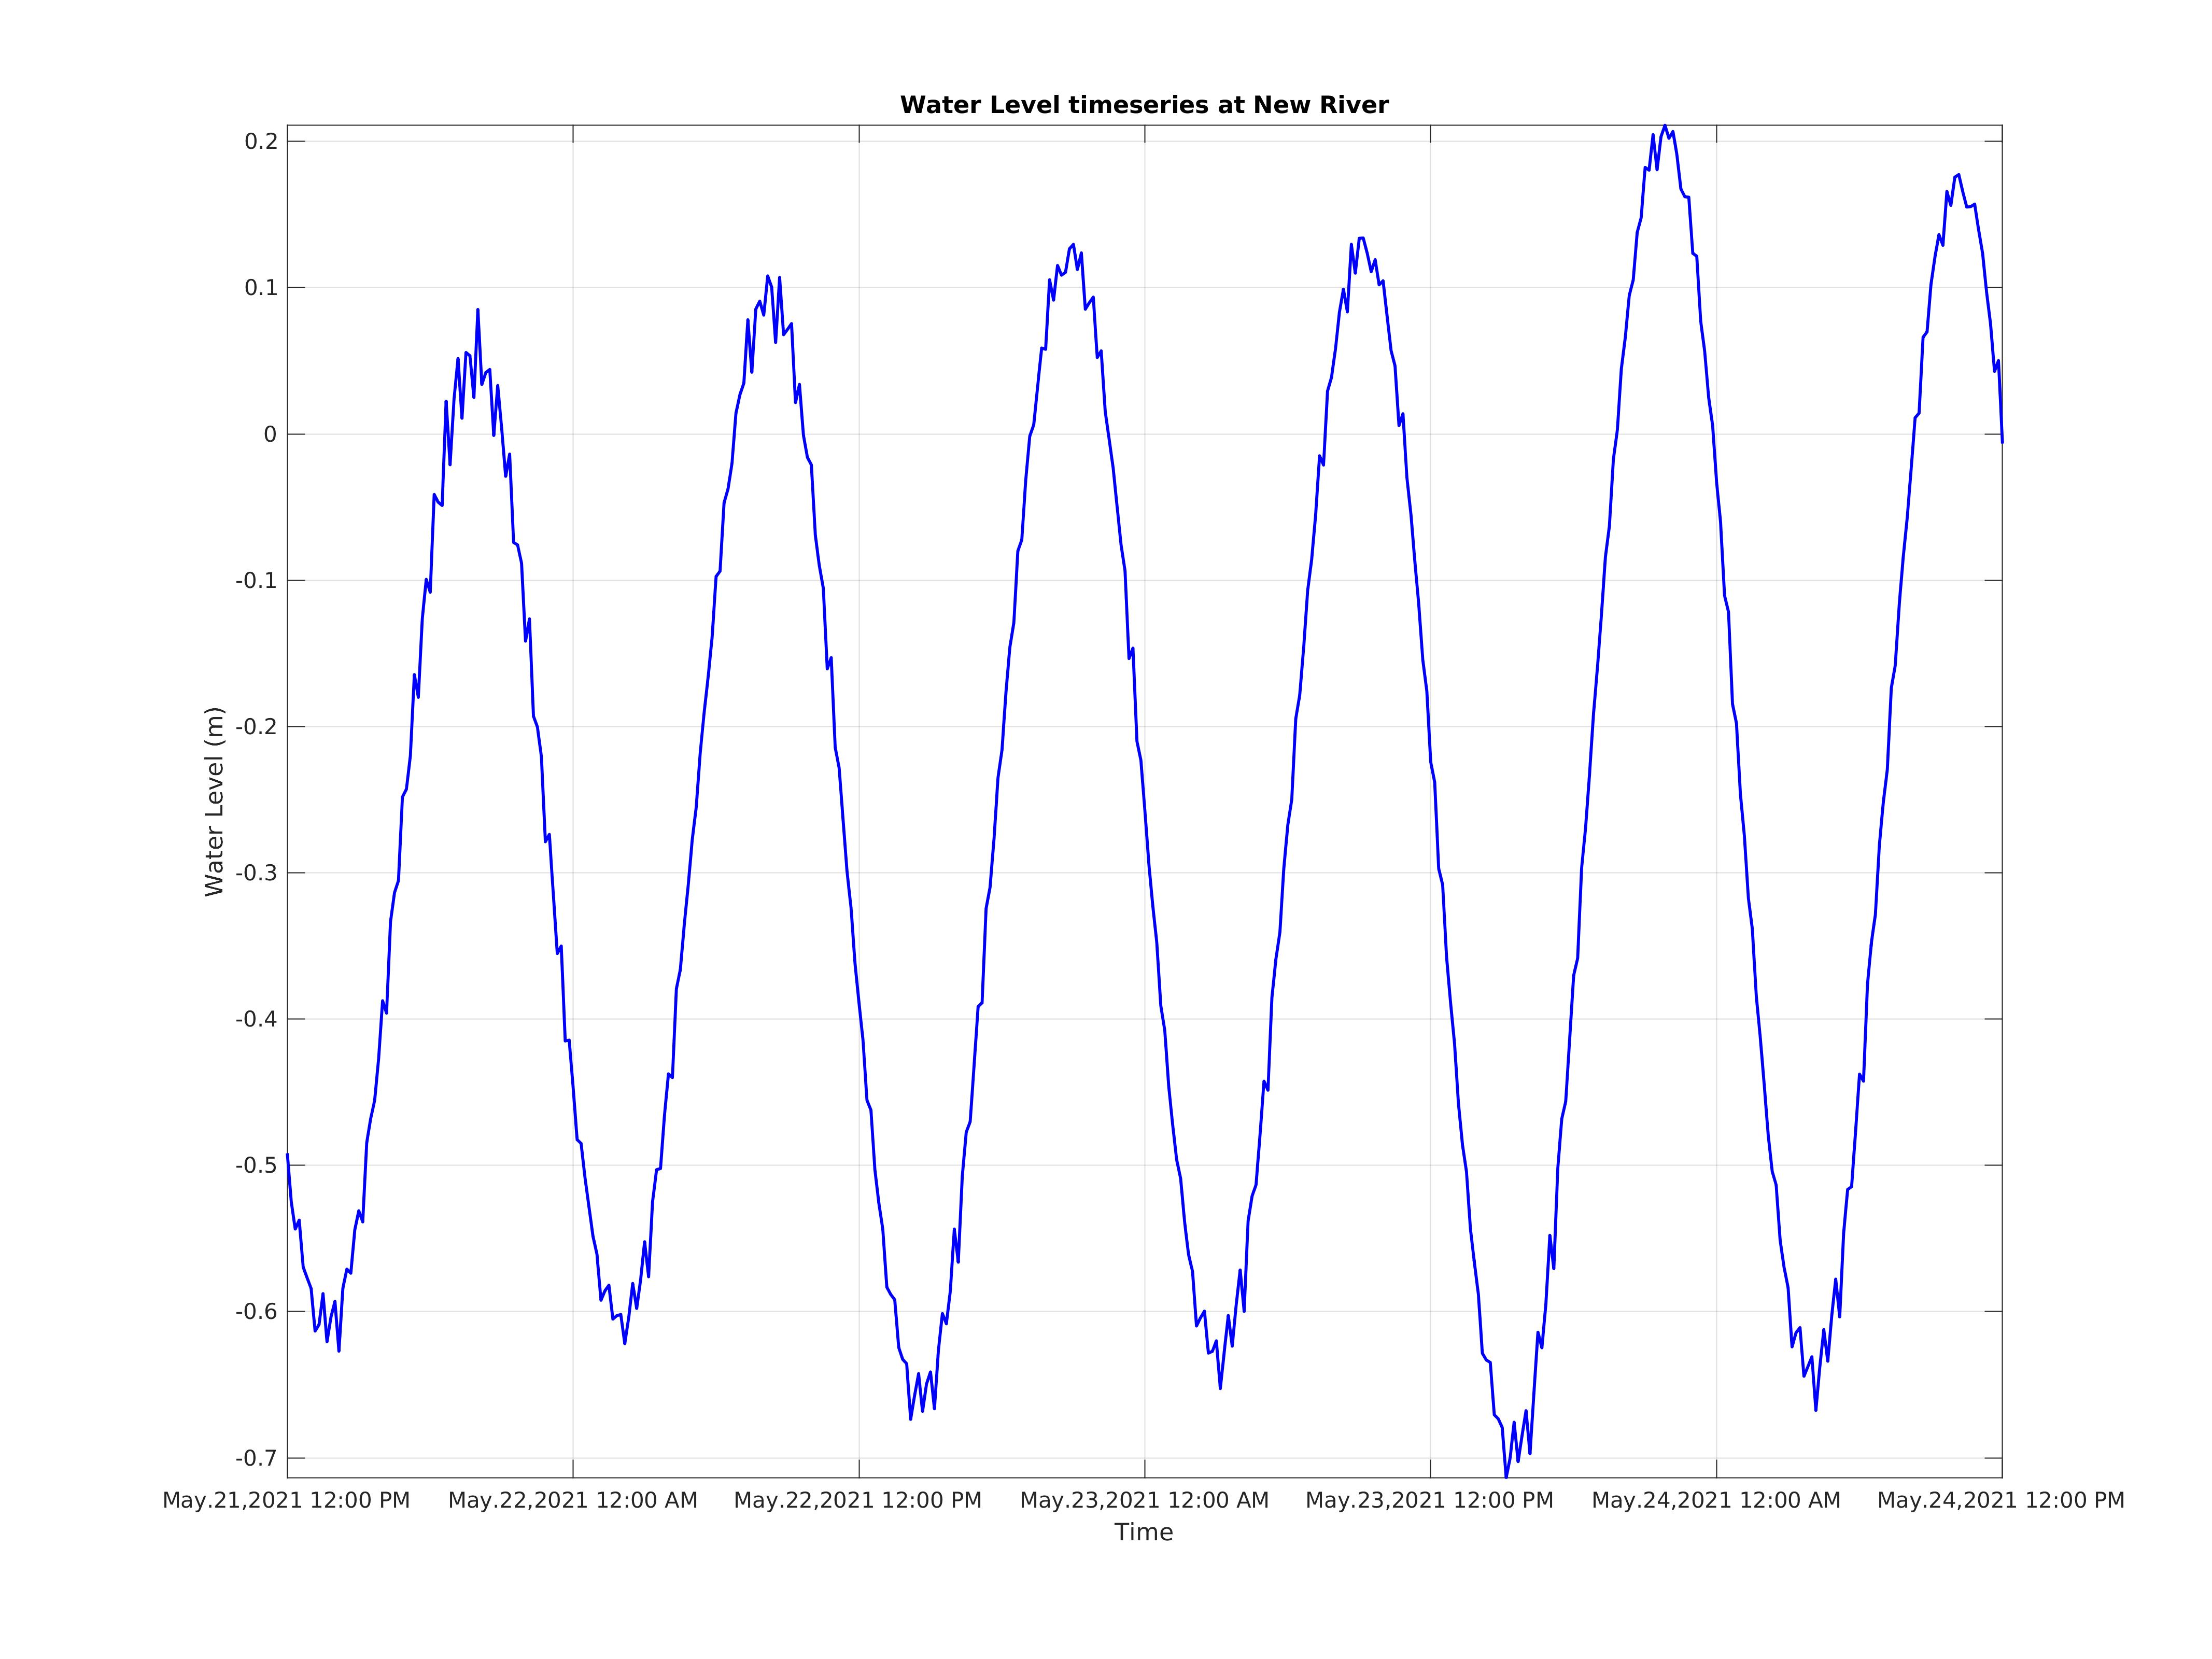 Water Level timeseries at New River
0.2
0.1
0
-0.1
-0.2
-0.3
-0.4
-0.5
-0.6
-0.7
Water Level (m)
May.21,2021 12:00 PM
May.22,2021 12:00 AM
May.22,2021 12:00 PM
May.23,2021 12:00 AM
May.23,2021 12:00 PM
May.24,2021 12:00 AM
May.24,2021 12:00 PM
Time